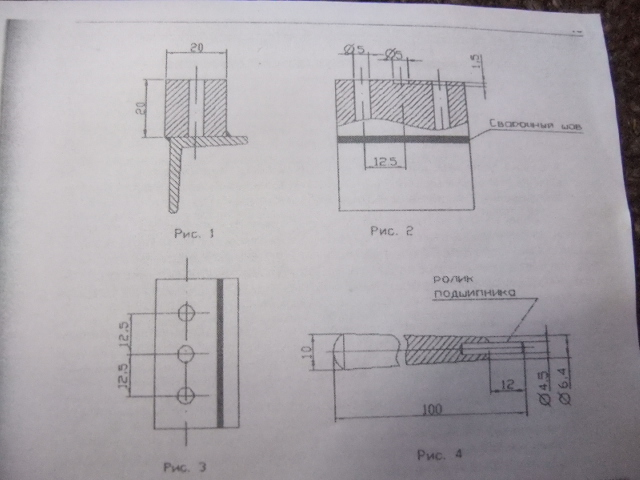 20
20
Рис. 1
Ø5
Ø5
1.5
Сварочный шов
12.5
Рис. 2
12.5
12.5
Рис. 3
ролик
подшипника
10
12
100
Ø4.5
Ø6.4
Рис. 4